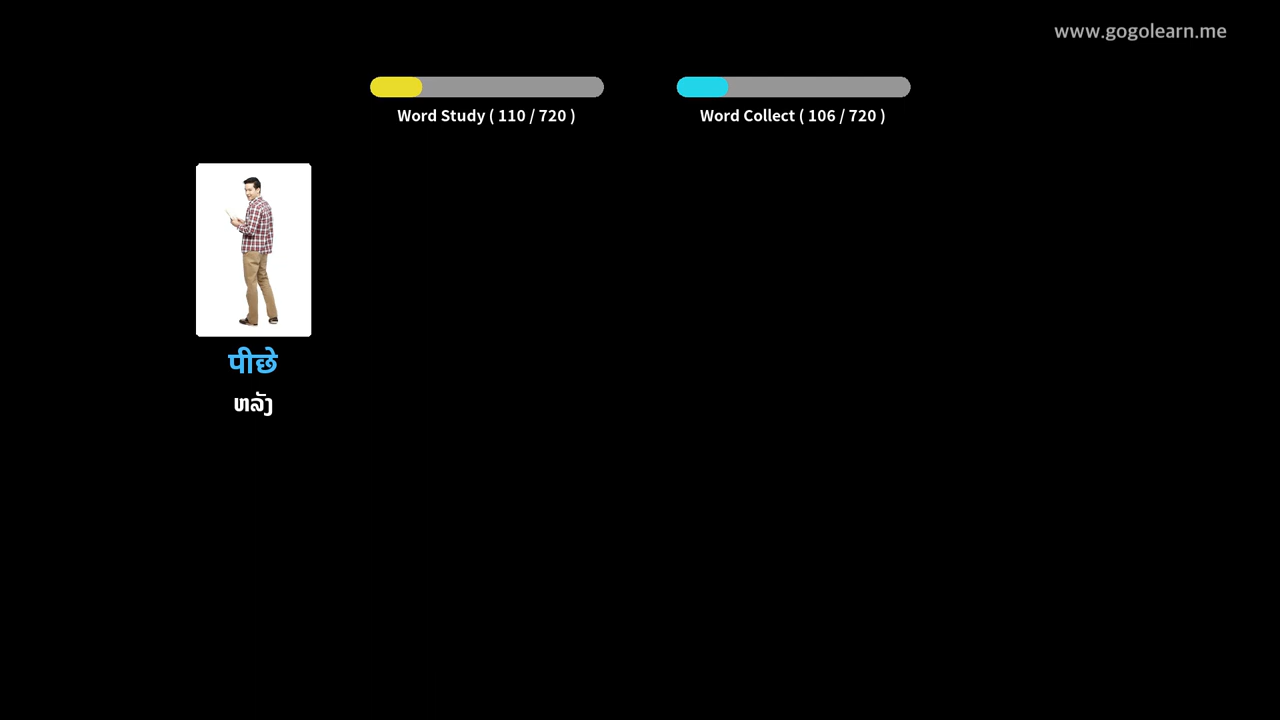 www.gogolearn.me
Word Study ( 110 / 720 )
Word Collect ( 106 / 720 )
पीछे
ຫລັງ